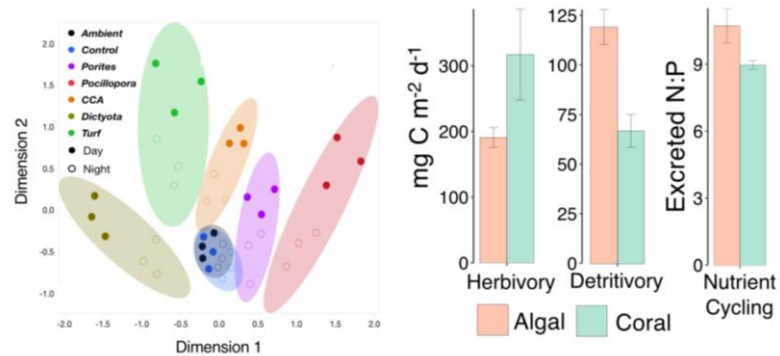 Dimension 2
2.0
1.5
1.0
0.5
0.0
-0.5
-1.0
Ambient
Control
Porites
Pocillopora
CCA
Dictyota
Turf
Day
Night
-2.0 -1.5 -1.0 -0.5 0.0 0.5 1.0 1.5 2.0
Dimension 1
mg C m-2 d-1
300
200
100
0
Herbivory
125
100
75
50
25
0
Detritivory
Excreted N:P
9
6
3
0
Nutrient
Cycling
Algal Coral